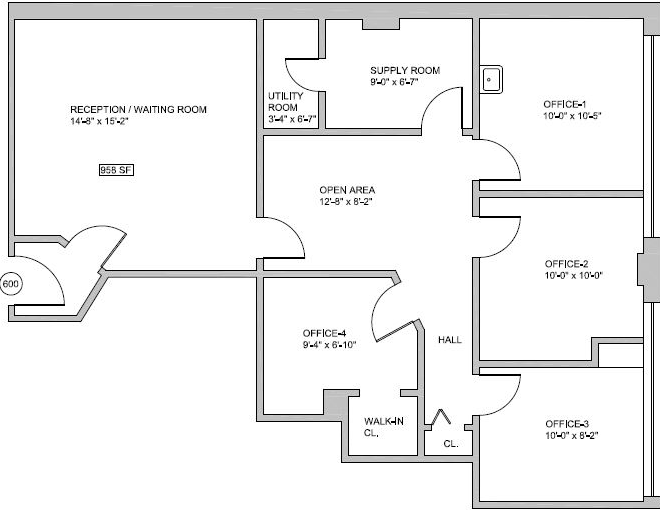 RECEPTION / WAITING ROOM
14'-8" x 15'-2"
958 SF
600
UTILITY
ROOM
3'-4" x 6'-7"
SUPPLY ROOM
9'-0" x 6'-7"
OFFICE-1
10'-0" x 10'-5"
OPEN AREA
12'-8" x 8'-2"
OFFICE-2
10'-0" x 10'-0"
OFFICE-4
9'-4" x 6'-10"
HALL
WALK-IN
CL.
CL.
OFFICE-3
10'-0" x 8'-2"